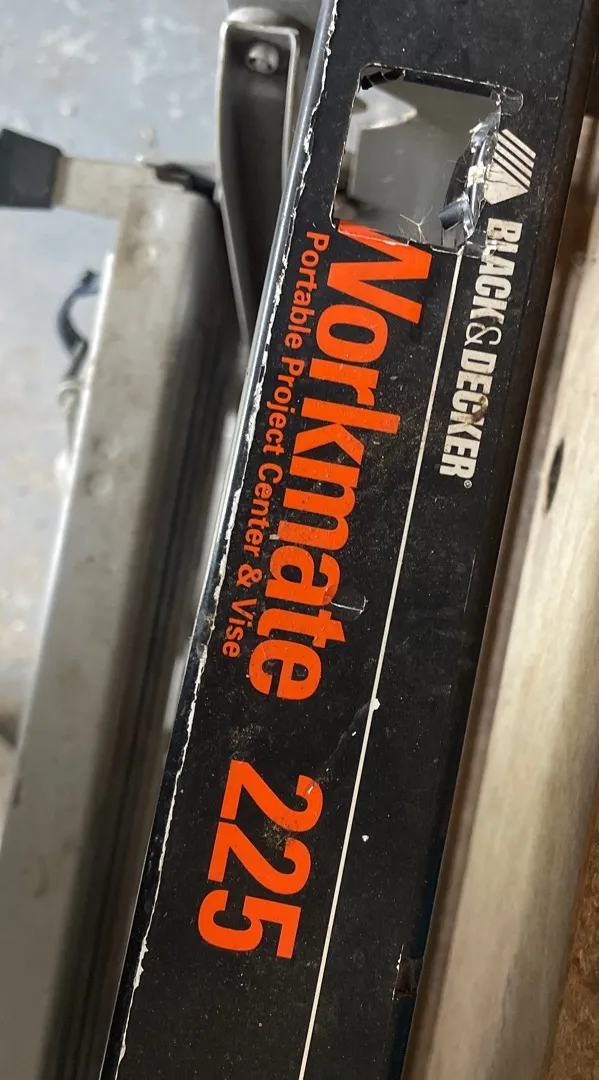 BLACK & DECKER®
Workmate 225
Portable Project Center & Vise